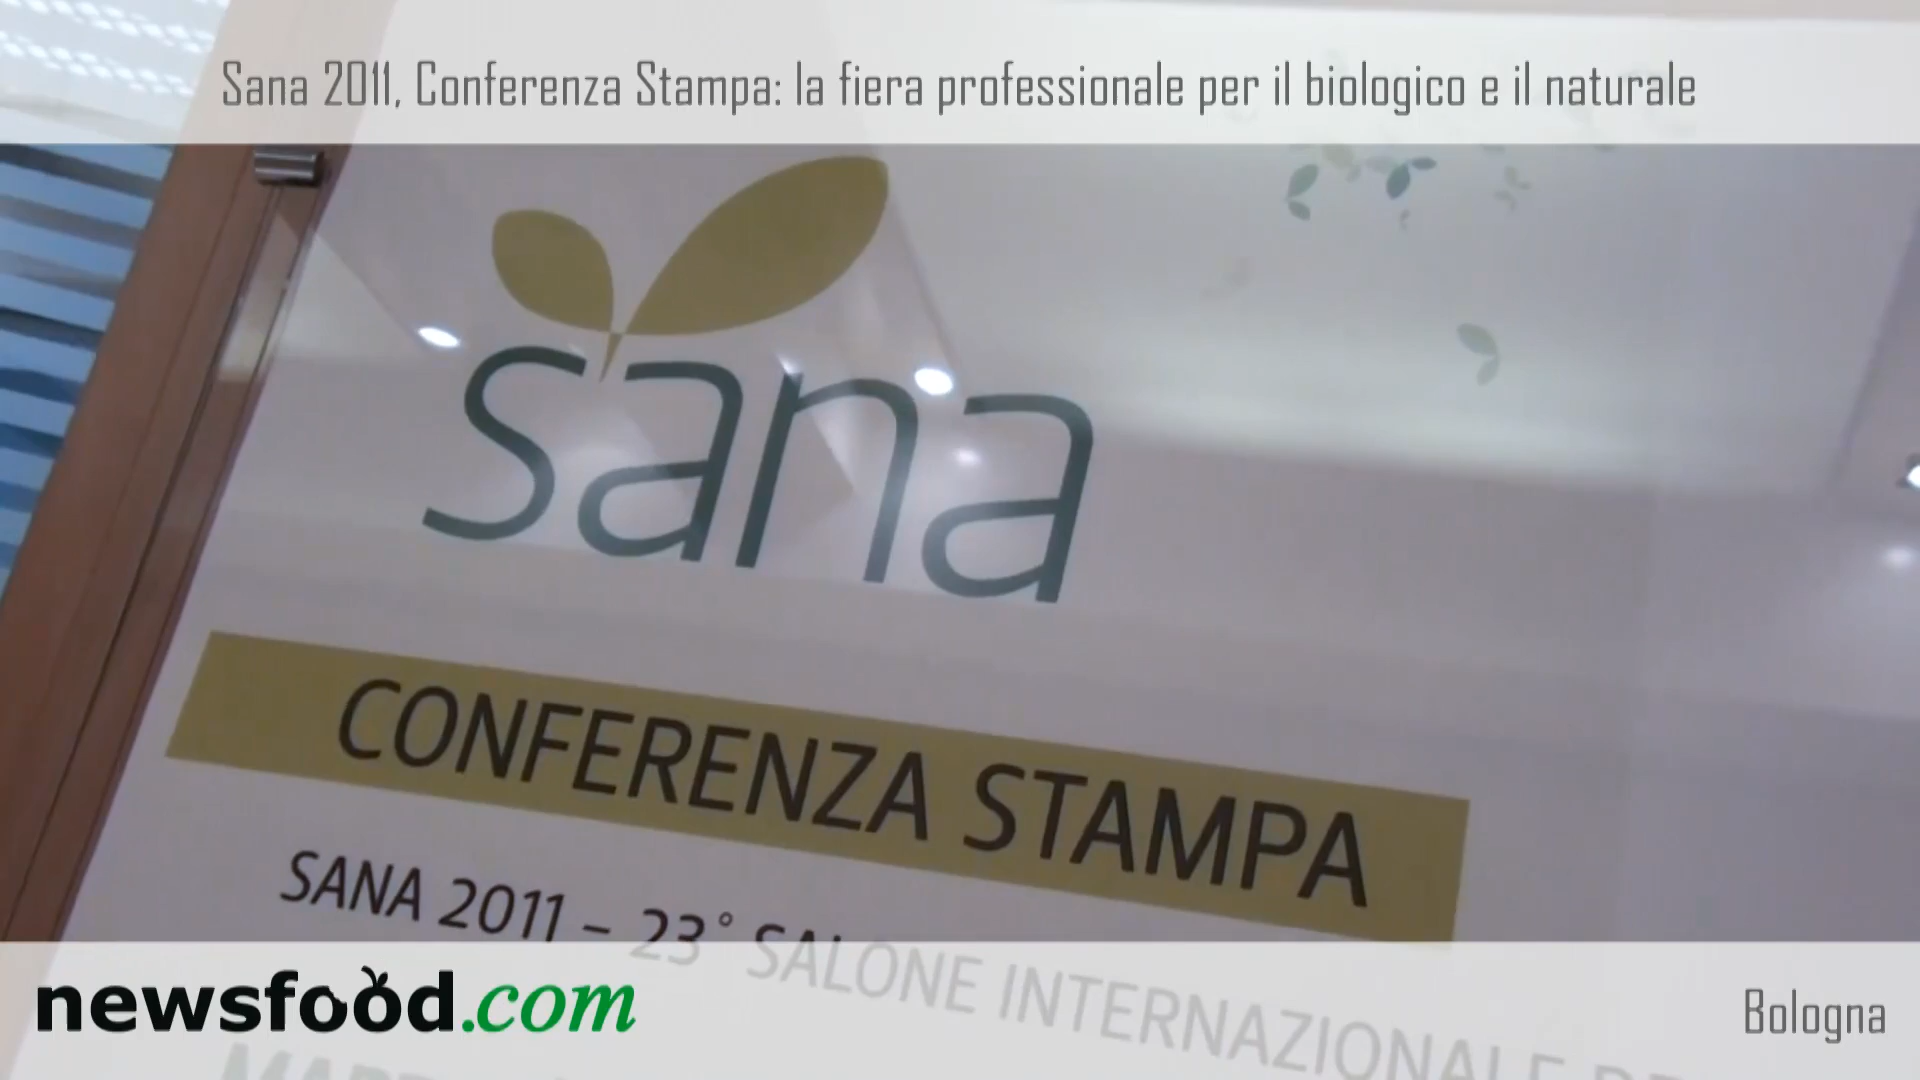 Sana 2011, Conferenza Stampa: la fiera professionale per il biologico e il naturale
sana
CONFERENZA STAMPA
SANA 2011 – 23° SALONE INTERNAZIONALE
newsfood.com
Bologna